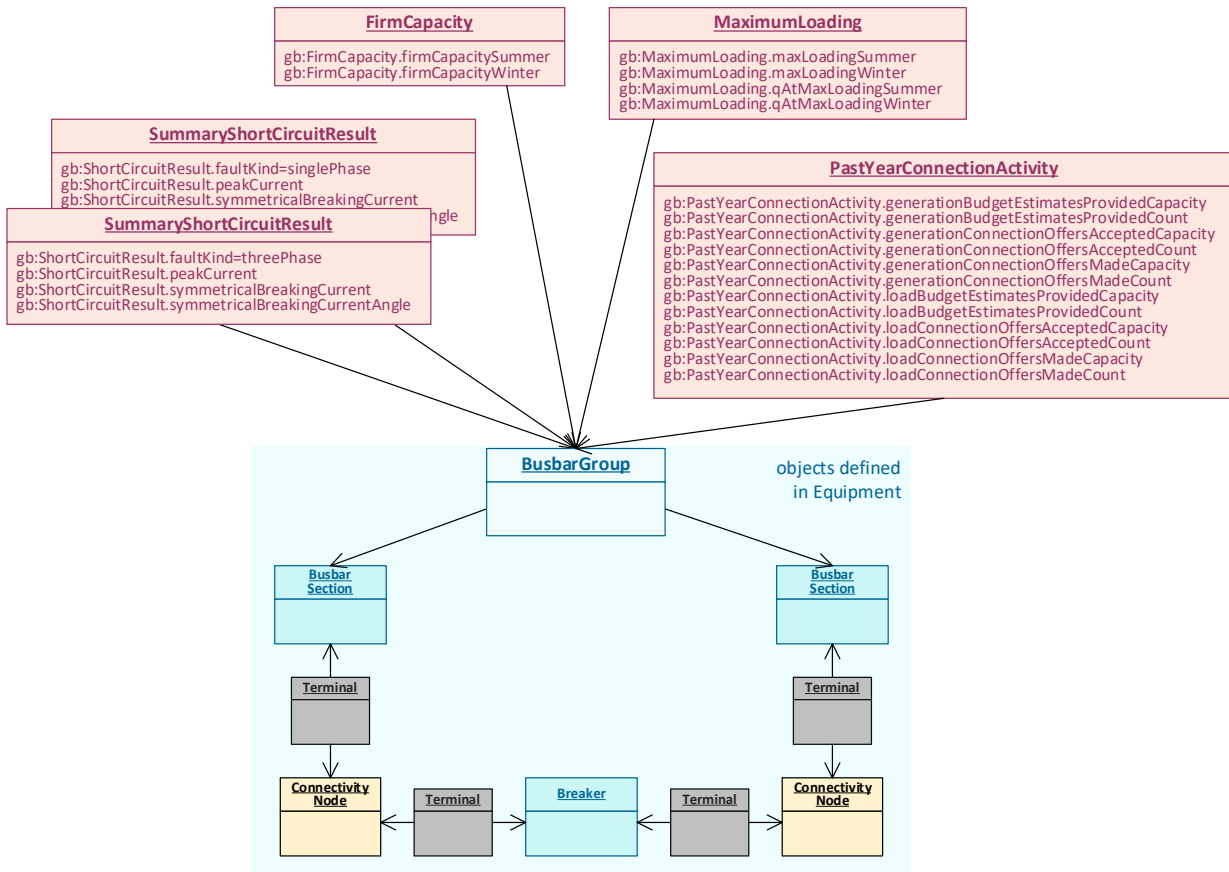 FirmCapacity
gb:FirmCapacity.firmCapacitySummer
gb:FirmCapacity.firmCapacityWinter
MaximumLoading
gb:MaximumLoading.maxLoadingSummer
gb:MaximumLoading.maxLoadingWinter
gb:MaximumLoading.qAtMaxLoadingSummer
gb:MaximumLoading.qAtMaxLoadingWinter
SummaryShortCircuitResult
gb:ShortCircuitResult.faultKind=singlePhase
gb:ShortCircuitResult.peakCurrent
gb:ShortCircuitResult.symmetricalBreakingCurrent
ngle
SummaryShortCircuitResult
gb:ShortCircuitResult.faultKind=threePhase
gb:ShortCircuitResult.peakCurrent
gb:ShortCircuitResult.symmetricalBreakingCurrent
gb:ShortCircuitResult.symmetricalBreakingCurrentAngle
PastYearConnectionActivity
gb:PastYearConnectionActivity.generationBudgetEstimatesProvidedCapacity
gb:PastYearConnectionActivity.generationBudgetEstimatesProvidedCount
gb:PastYearConnectionActivity.generationConnectionOffersAcceptedCapacity
gb:PastYearConnectionActivity.generationConnectionOffersAcceptedCount
gb:PastYearConnectionActivity.generationConnectionOffersMadeCapacity
gb:PastYearConnectionActivity.generationConnectionOffersMadeCount
gb:PastYearConnectionActivity.loadBudgetEstimatesProvidedCapacity
gb:PastYearConnectionActivity.loadBudgetEstimatesProvidedCount
gb:PastYearConnectionActivity.loadConnectionOffersAcceptedCapacity
gb:PastYearConnectionActivity.loadConnectionOffersAcceptedCount
gb:PastYearConnectionActivity.loadConnectionOffersMadeCapacity
gb:PastYearConnectionActivity.loadConnectionOffersMadeCount
BusbarGroup
objects defined
in Equipment
Busbar
Section
Busbar
Section
Terminal
Terminal
Connectivity
Node
Terminal
Breaker
Terminal
Connectivity
Node